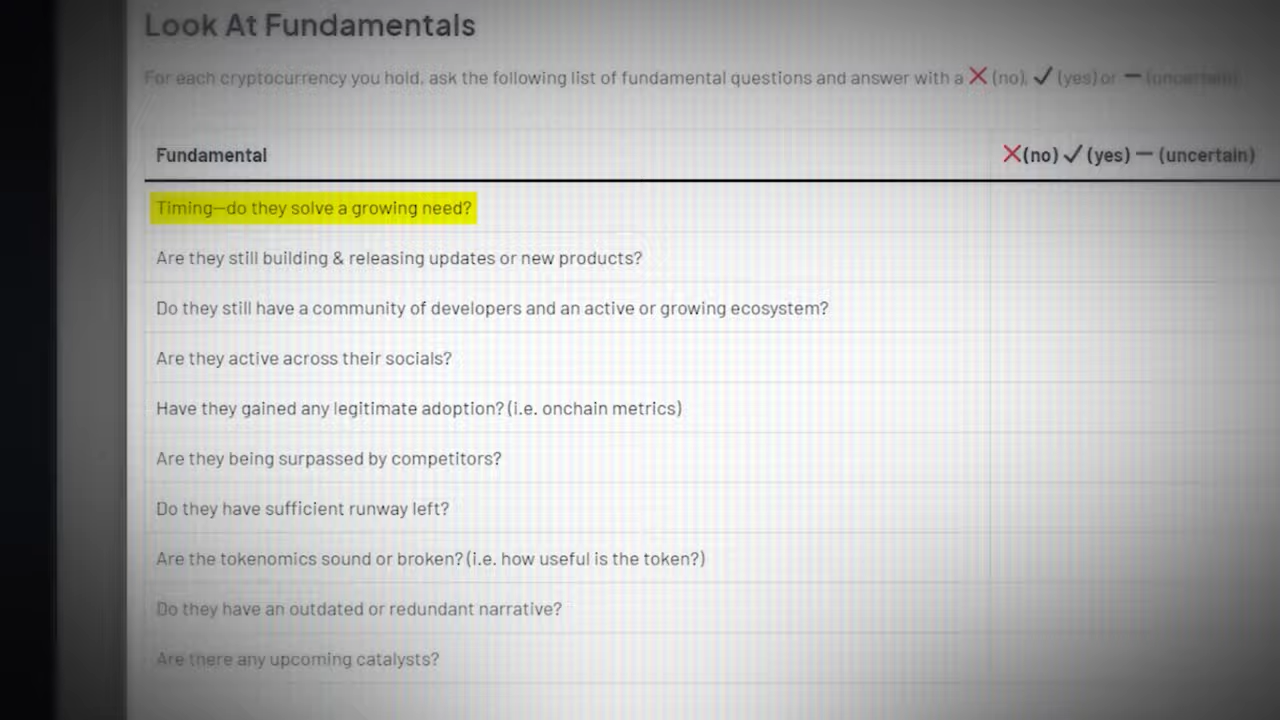 Look At Fundamentals
For each cryptocurrency you hold, ask the following list of fundamental questions and answer with a ❌ (no), ✓ (yes) or — (uncertain)
Fundamental ❌(no) ✓ (yes) — (uncertain)
Timing—do they solve a growing need?
Are they still building & releasing updates or new products?
Do they still have a community of developers and an active or growing ecosystem?
Are they active across their socials?
Have they gained any legitimate adoption? (i.e. onchain metrics)
Are they being surpassed by competitors?
Do they have sufficient runway left?
Are the tokenomics sound or broken? (i.e. how useful is the token?)
Do they have an outdated or redundant narrative?
Are there any upcoming catalysts?